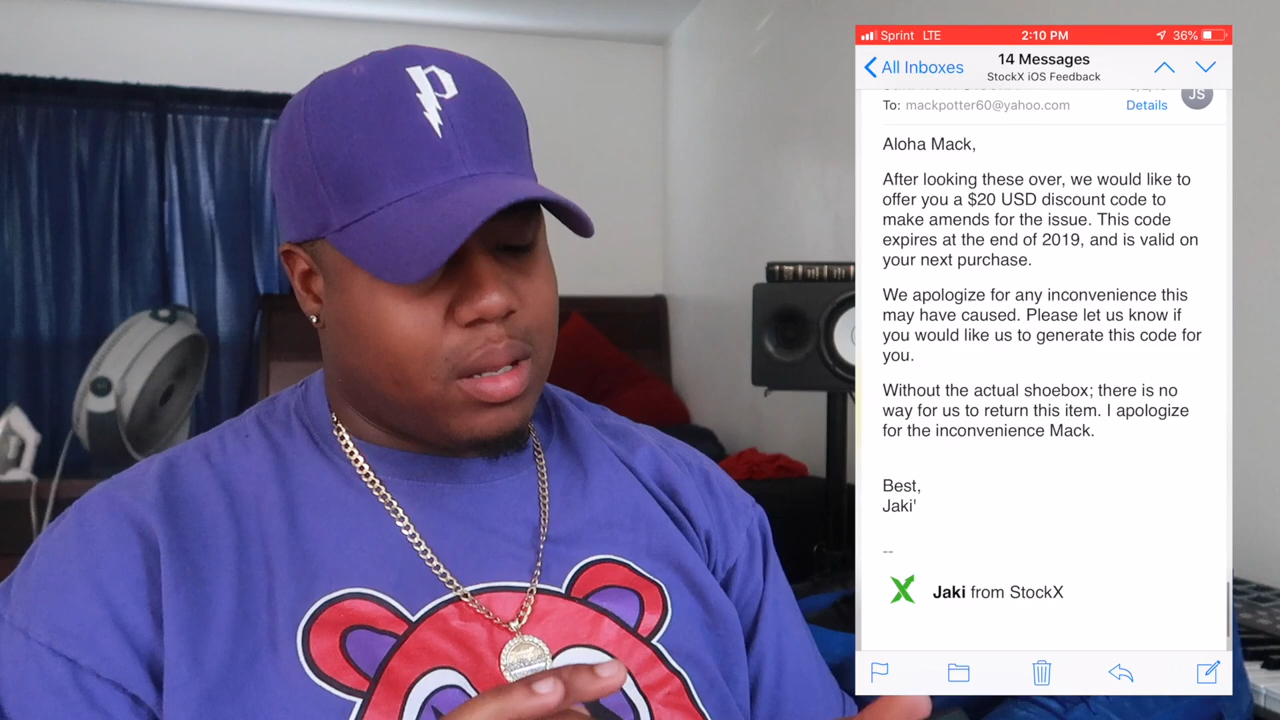 P
Sprint LTE 2:10 PM 36%
All Inboxes 14 Messages
StockX iOS Feedback
JS
To: mackpotter60@yahoo.com Details
Aloha Mack,
After looking these over, we would like to
offer you a $20 USD discount code to
make amends for the issue. This code
expires at the end of 2019, and is valid on
your next purchase.
We apologize for any inconvenience this
may have caused. Please let us know if
you would like us to generate this code for
you.
Without the actual shoebox; there is no
way for us to return this item. I apologize
for the inconvenience Mack.
Best,
Jaki'
--
Jaki from StockX